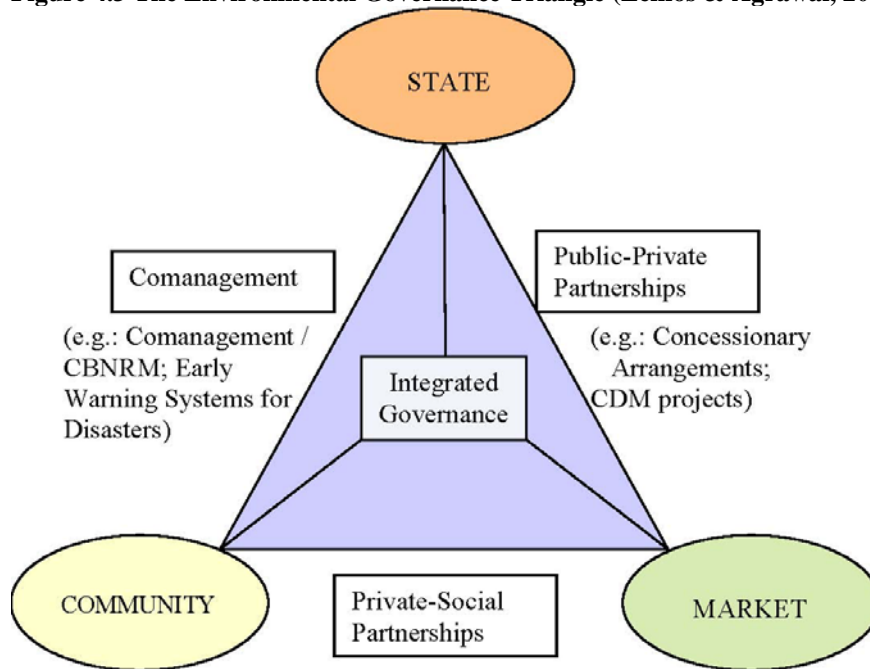 STATE
Comanagement
(e.g.: Comanagement /
CBNRM; Early
Warning Systems for
Disasters)
Public-Private
Partnerships
(e.g.: Concessionary
Arrangements;
CDM projects)
Integrated
Governance
COMMUNITY
Private-Social
Partnerships
MARKET